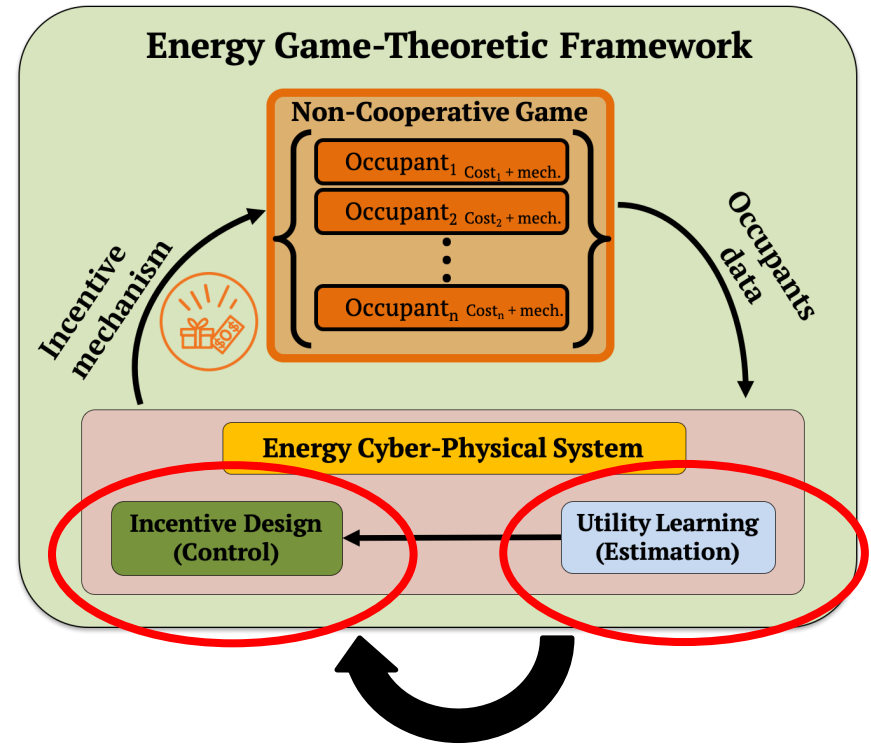 Energy Game-Theoretic Framework
Non-Cooperative Game
Occupant1 Cost1 + mech.
Occupant2 Cost2 + mech.
Occupantn Costn + mech.
Incentive
mechanism
$O$
Occupants
data
Energy Cyber-Physical System
Incentive Design
(Control)
Utility Learning
(Estimation)